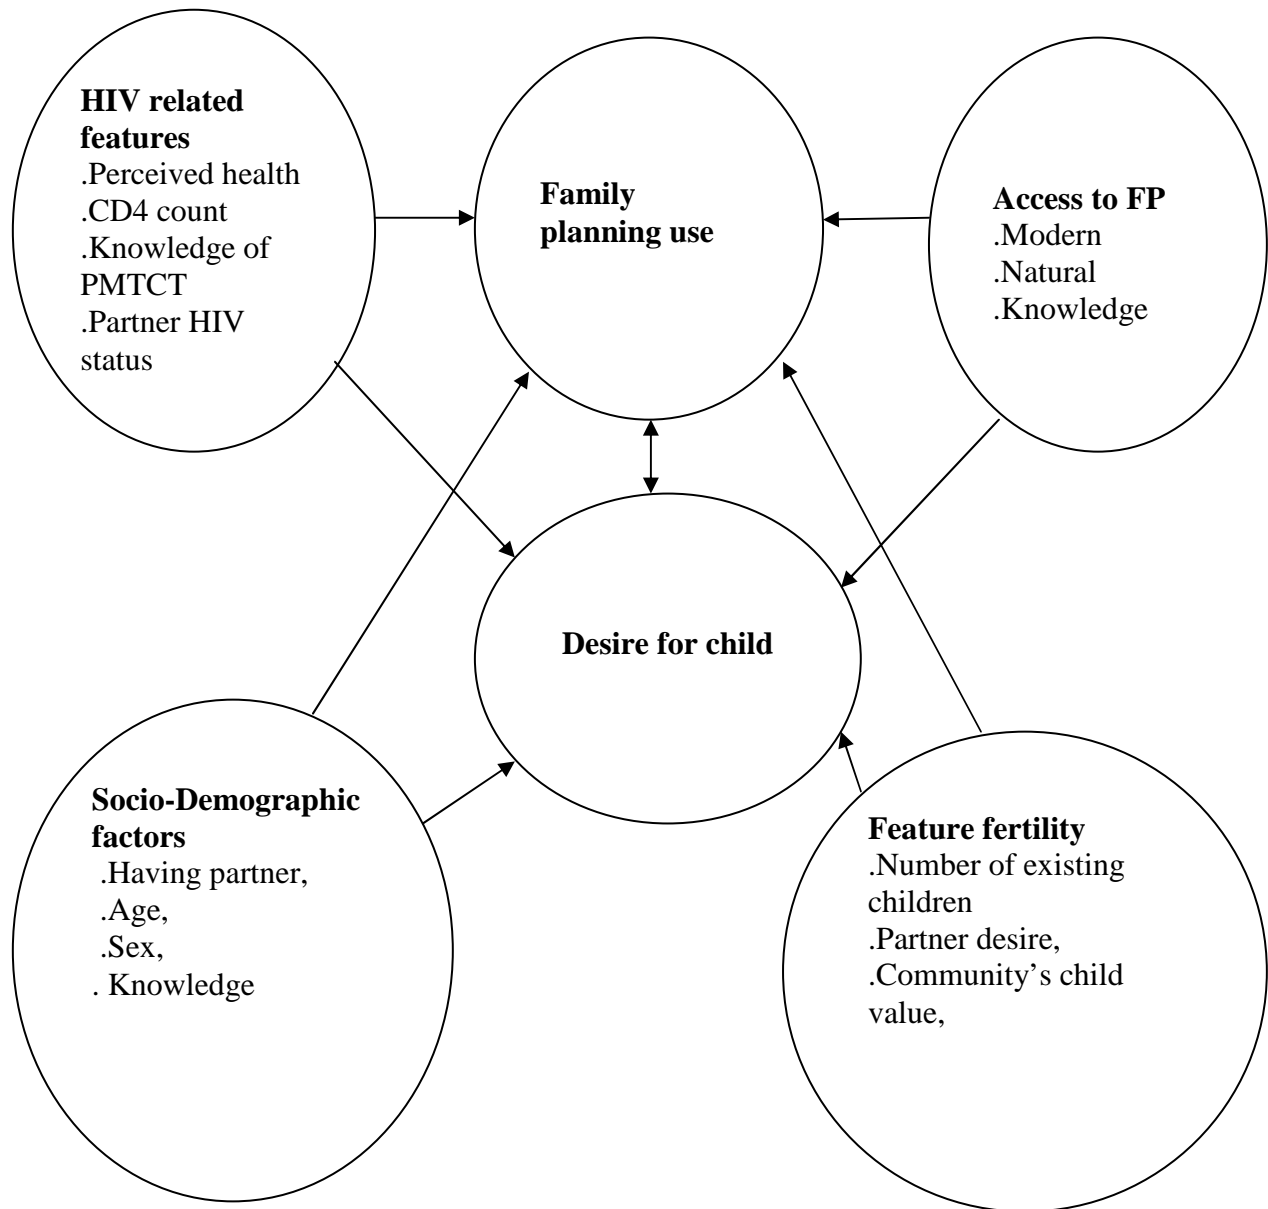 HIV related
features
.Perceived health
.CD4 count
.Knowledge of
PMTCT
.Partner HIV
status
Family
planning use
Access to FP
.Modern
.Natural
.Knowledge
Desire for child
Socio-Demographic
factors
.Having partner,
.Age,
.Sex,
. Knowledge
Feature fertility
.Number of existing
children
.Partner desire,
.Community’s child
value,